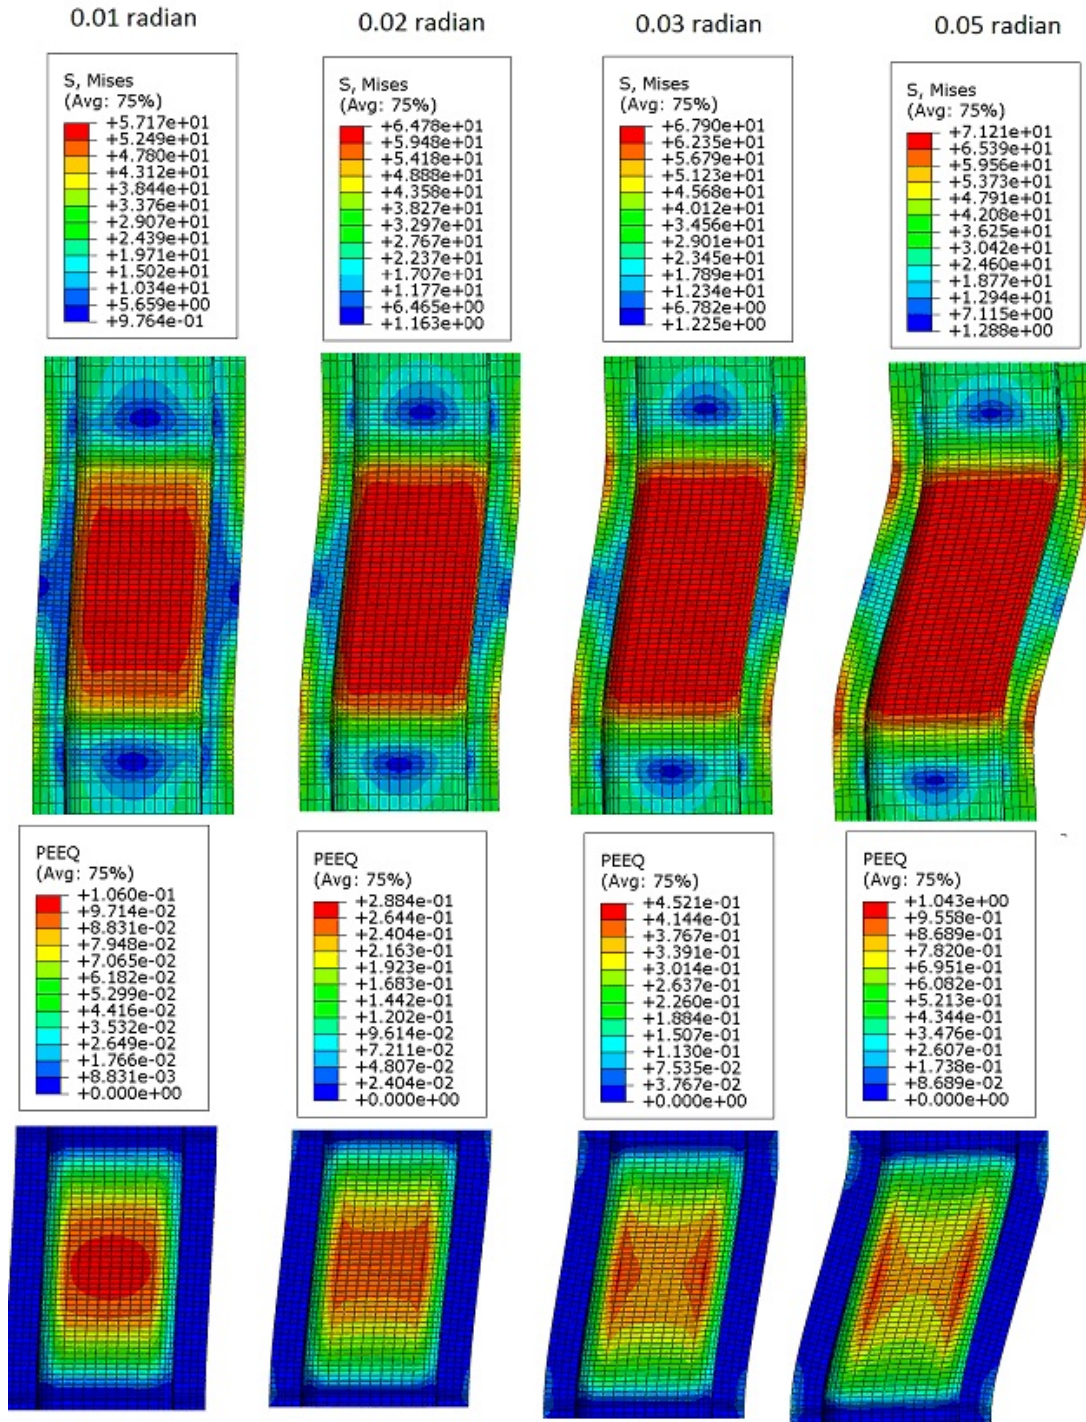 0.01 radian
0.02 radian
0.03 radian
0.05 radian
S, Mises
(Avg: 75%)
+5.717e+01
+5.249e+01
+4.780e+01
+4.312e+01
+3.844e+01
+3.376e+01
+2.907e+01
+2.439e+01
+1.971e+01
+1.502e+01
+1.034e+01
+5.659e+00
+9.764e-01
S, Mises
(Avg: 75%)
+6.478e+01
+5.948e+01
+5.418e+01
+4.888e+01
+4.358e+01
+3.827e+01
+3.297e+01
+2.767e+01
+2.237e+01
+1.707e+01
+1.177e+01
+6.465e+00
+1.163e+00
S, Mises
(Avg: 75%)
+6.790e+01
+6.235e+01
+5.679e+01
+5.123e+01
+4.568e+01
+4.012e+01
+3.456e+01
+2.901e+01
+2.345e+01
+1.789e+01
+1.234e+01
+6.782e+00
+1.225e+00
S, Mises
(Avg: 75%)
+7.121e+01
+6.539e+01
+5.956e+01
+5.373e+01
+4.791e+01
+4.208e+01
+3.625e+01
+3.042e+01
+2.460e+01
+1.877e+01
+1.294e+01
+7.115e+00
+1.288e+00
PEEQ
(Avg: 75%)
+1.060e-01
+9.714e-02
+8.831e-02
+7.948e-02
+7.065e-02
+6.182e-02
+5.299e-02
+4.416e-02
+3.532e-02
+2.649e-02
+1.766e-02
+8.831e-03
+0.000e+00
PEEQ
(Avg: 75%)
+2.884e-01
+2.644e-01
+2.404e-01
+2.163e-01
+1.923e-01
+1.683e-01
+1.442e-01
+1.202e-01
+9.614e-02
+7.211e-02
+4.807e-02
+2.404e-02
+0.000e+00
PEEQ
(Avg: 75%)
+4.521e-01
+4.144e-01
+3.767e-01
+3.391e-01
+3.014e-01
+2.637e-01
+2.260e-01
+1.884e-01
+1.507e-01
+1.130e-01
+7.535e-02
+3.767e-02
+0.000e+00
PEEQ
(Avg: 75%)
+1.043e+00
+9.558e-01
+8.689e-01
+7.820e-01
+6.951e-01
+6.082e-01
+5.213e-01
+4.344e-01
+3.476e-01
+2.607e-01
+1.738e-01
+8.689e-02
+0.000e+00